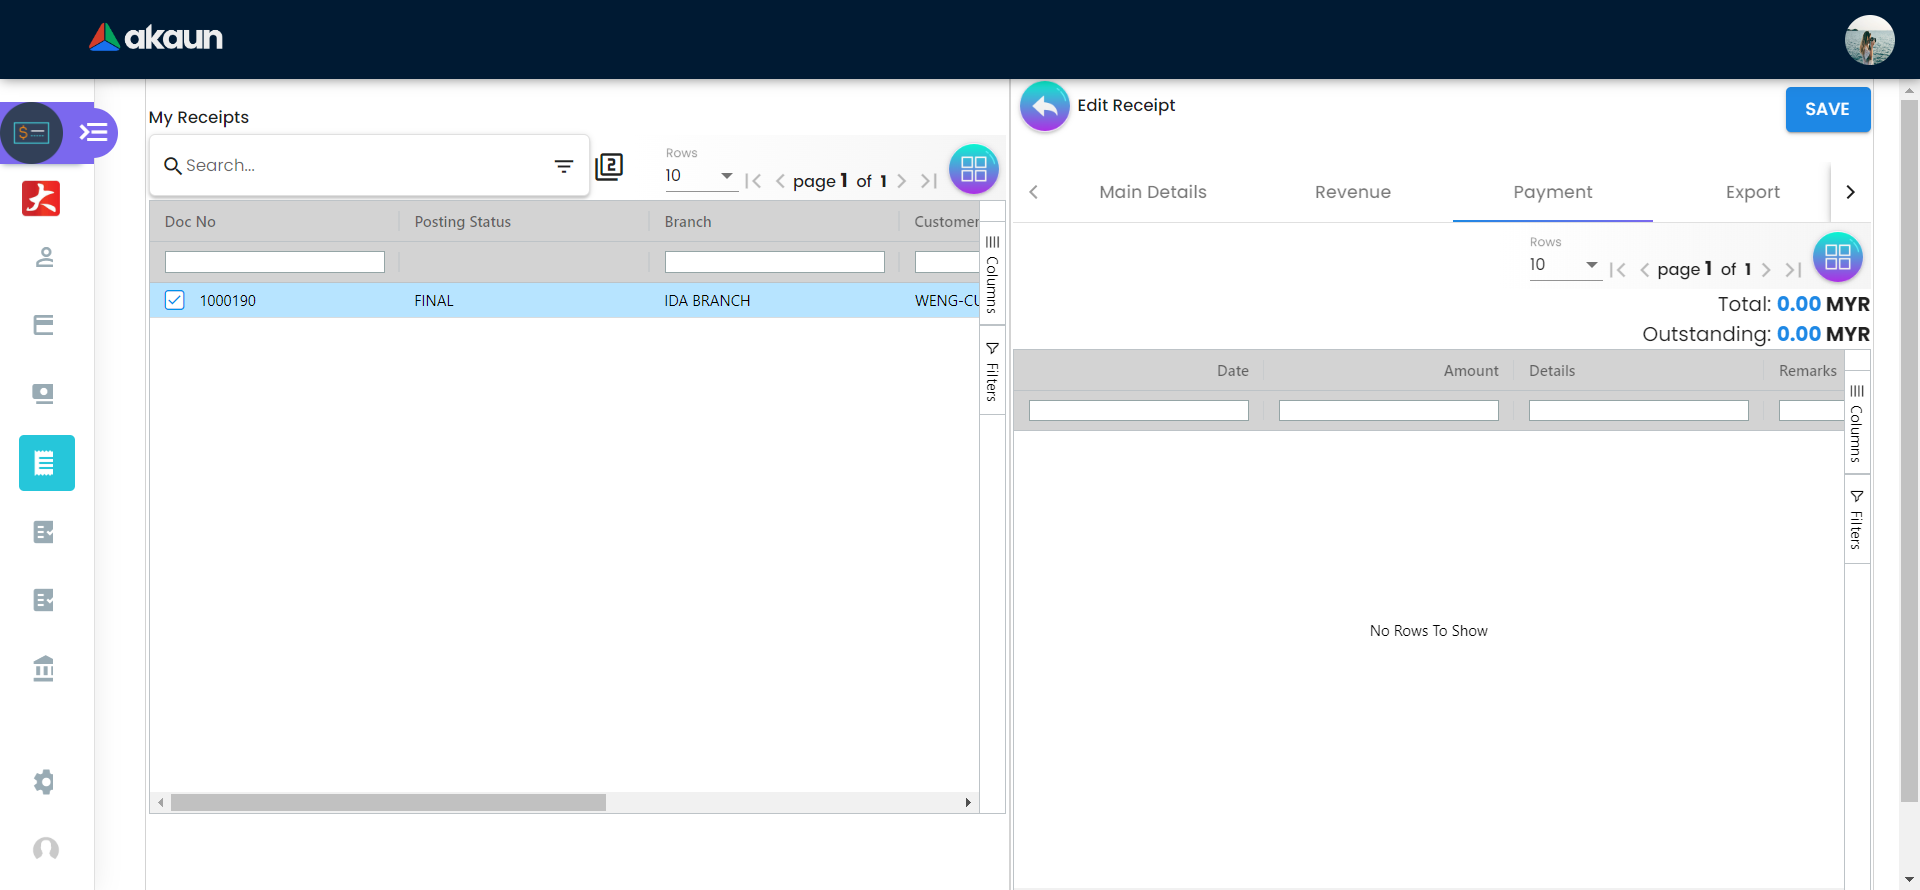 akaun
$
My Receipts
Search...
2
Rows
10
page 1 of 1
Doc No
Posting Status
Branch
Customer
1000190
FINAL
IDA BRANCH
WENG-CU
Columns
Filters
Edit Receipt
SAVE
Main Details
Revenue
Payment
Export
Rows
10
page 1 of 1
Total: 0.00 MYR
Outstanding: 0.00 MYR
Date
Amount
Details
Remarks
Columns
Filters
No Rows To Show